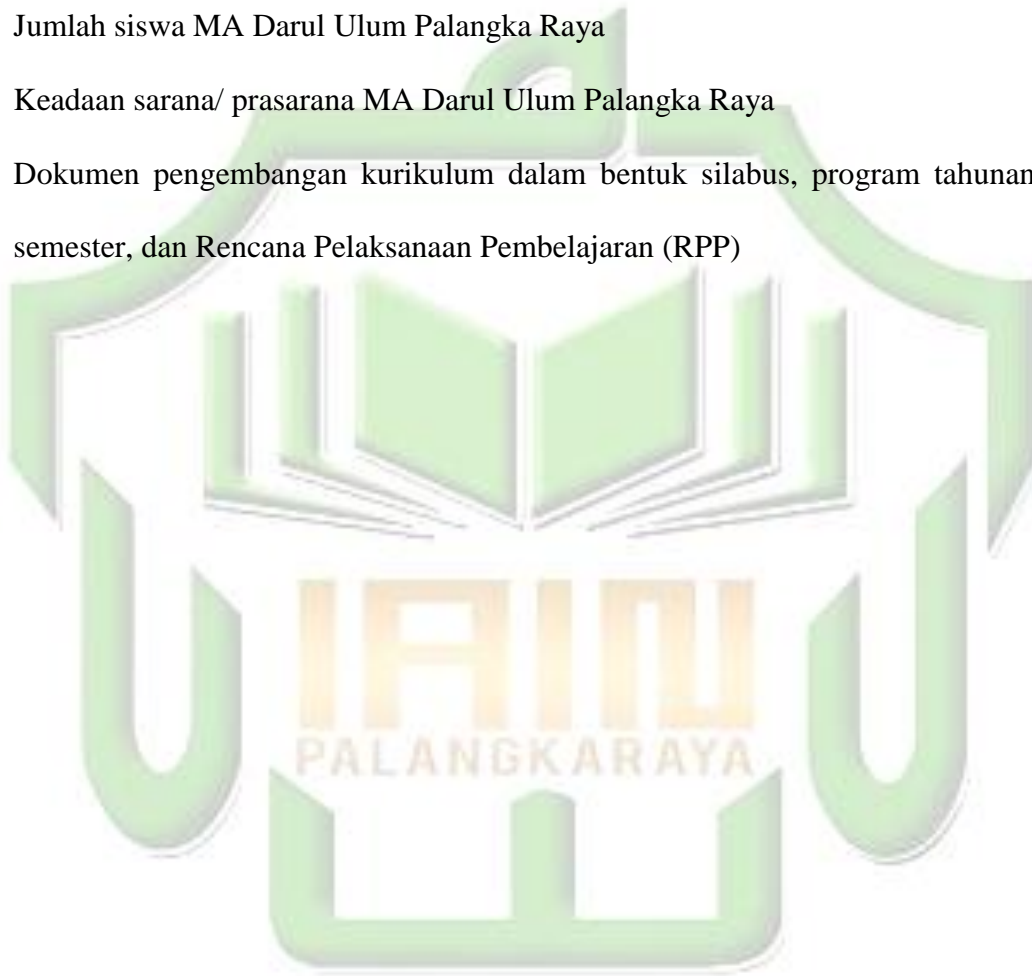 Jumlah siswa MA Darul Ulum Palangka Raya
Keadaan sarana/ prasarana MA Darul Ulum Palangka Raya
Dokumen pengembangan kurikulum dalam bentuk silabus, program tahunan
semester, dan Rencana Pelaksanaan Pembelajaran (RPP)
IAIN
PALANGKARAYA